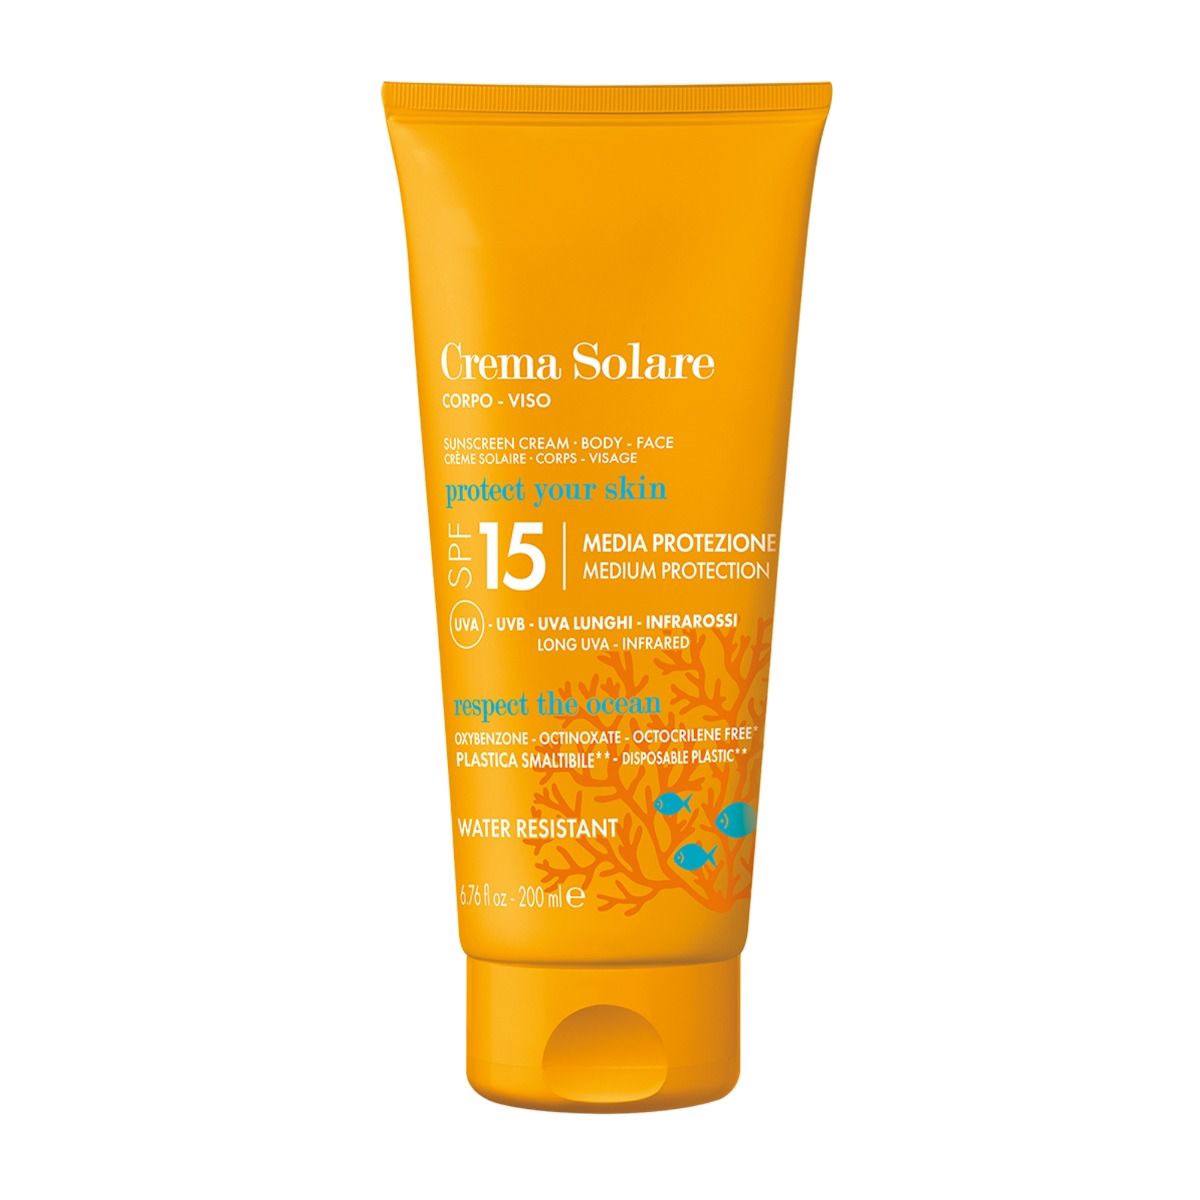 Crema Solare
CORPO - VISO
SUNSCREEN CREAM · BODY - FACE
CRÈME SOLAIRE · CORPS - VISAGE
protect your skin
SPF 15
MEDIA PROTEZIONE
MEDIUM PROTECTION
UVA - UVB - UVA LUNGHI - INFRAROSSI
LONG UVA - INFRARED
respect the ocean
OXYBENZONE - OCTINOXATE - OCTOCRILENE FREE*
PLASTICA SMALTIBILE** - DISPOSABLE PLASTIC**
WATER RESISTANT
6.76 fl oz - 200 ml ℮